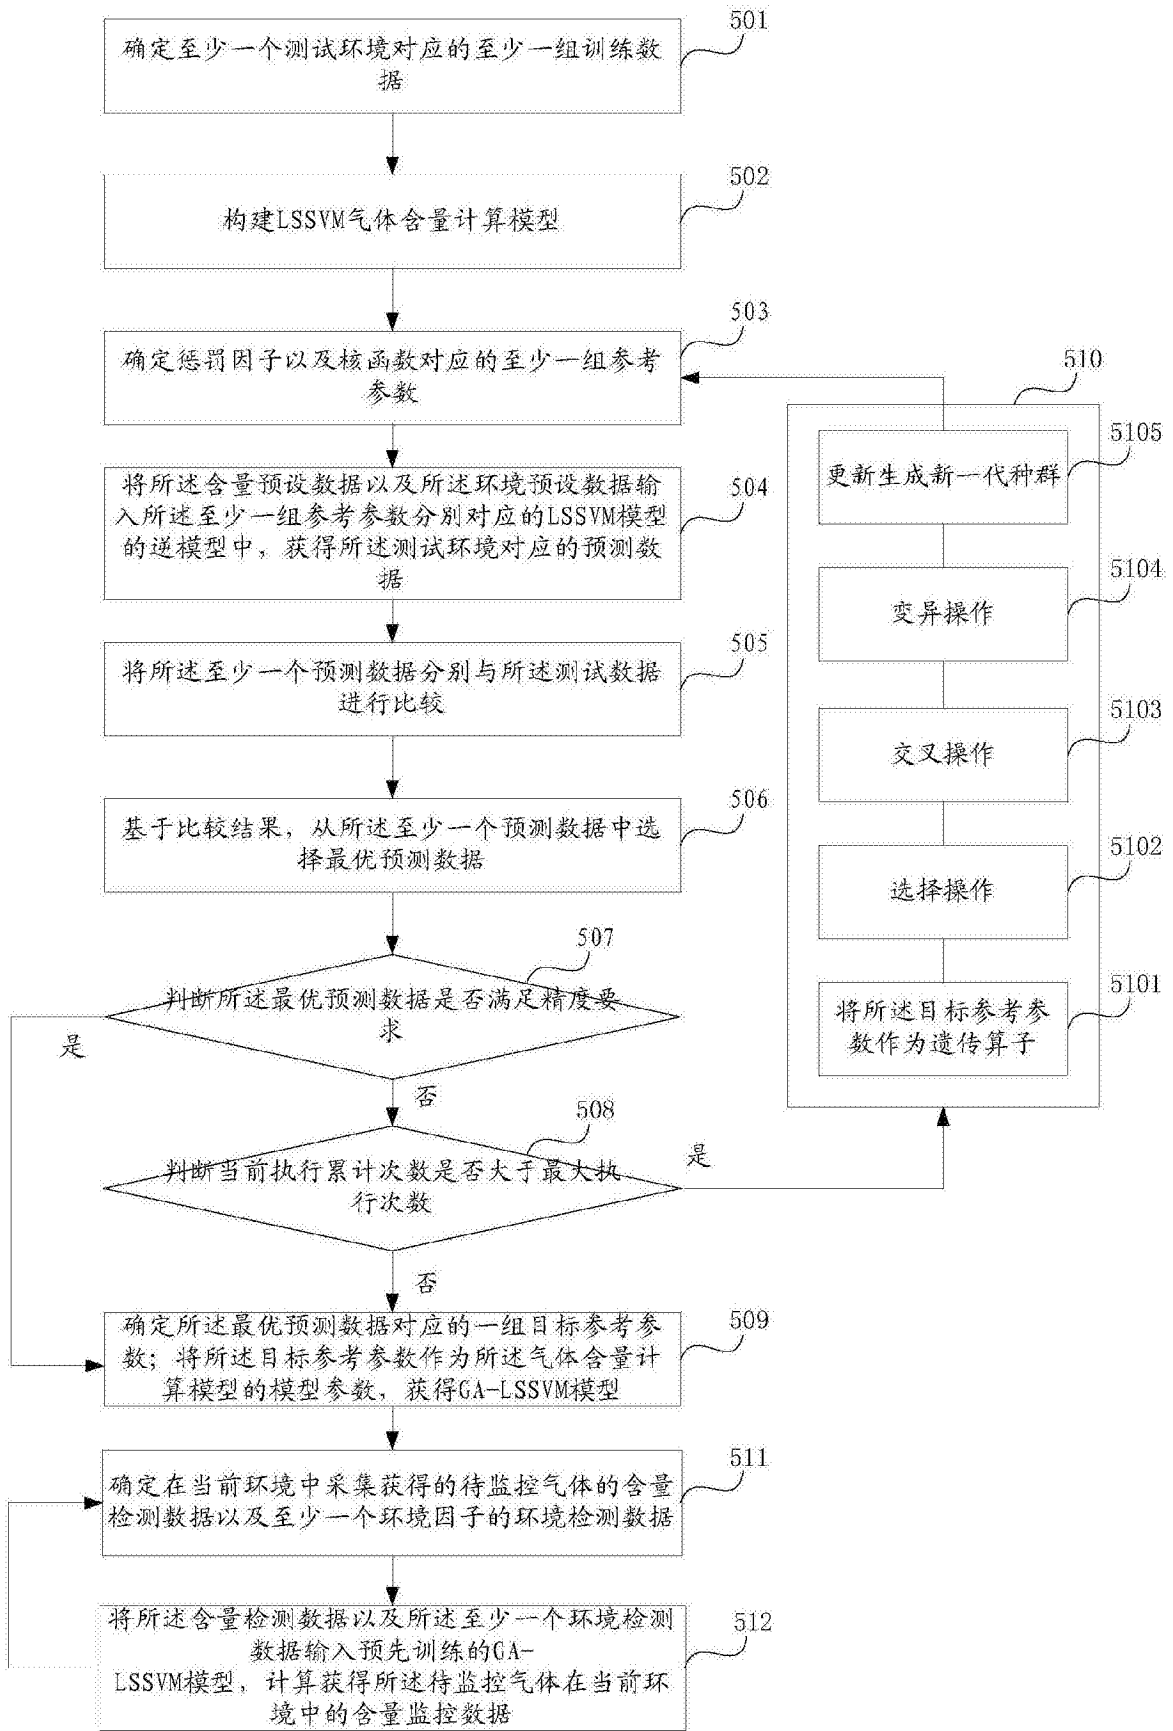 501
确定至少一个测试环境对应的至少一组训练数
据
502
构建LSSVM气体含量计算模型
503
确定惩罚因子以及核函数对应的至少一组参考
参数
将所述含量预设数据以及所述环境预设数据输
入所述至少一组参考参数分别对应的LSSVM模型
的逆模型中，获得所述测试环境对应的预测数
据
504
将所述至少一个预测数据分别与所述测试数据
进行比较
505
506
基于比较结果，从所述至少一个预测数据中选
择最优预测数据
507
判断所述最优预测数据是否满足精度要
求
是
否
508
判断当前执行累计次数是否大于最大执
行次数
是
否
确定所述最优预测数据对应的一组目标参考参
数；将所述目标参考参数作为所述气体含量计
算模型的模型参数，获得GA-LSSVM模型
509
511
确定在当前环境中采集获得的待监控气体的含量
检测数据以及至少一个环境因子的环境检测数据
将所述含量检测数据以及所述至少一个环境检测
数据输入预先训练的GA-
LSSVM模型，计算获得所述待监控气体在当前环
境中的含量监控数据
512
510
5105
更新生成新一代种群
5104
变异操作
5103
交叉操作
5102
选择操作
5101
将所述目标参考参
数作为遗传算子